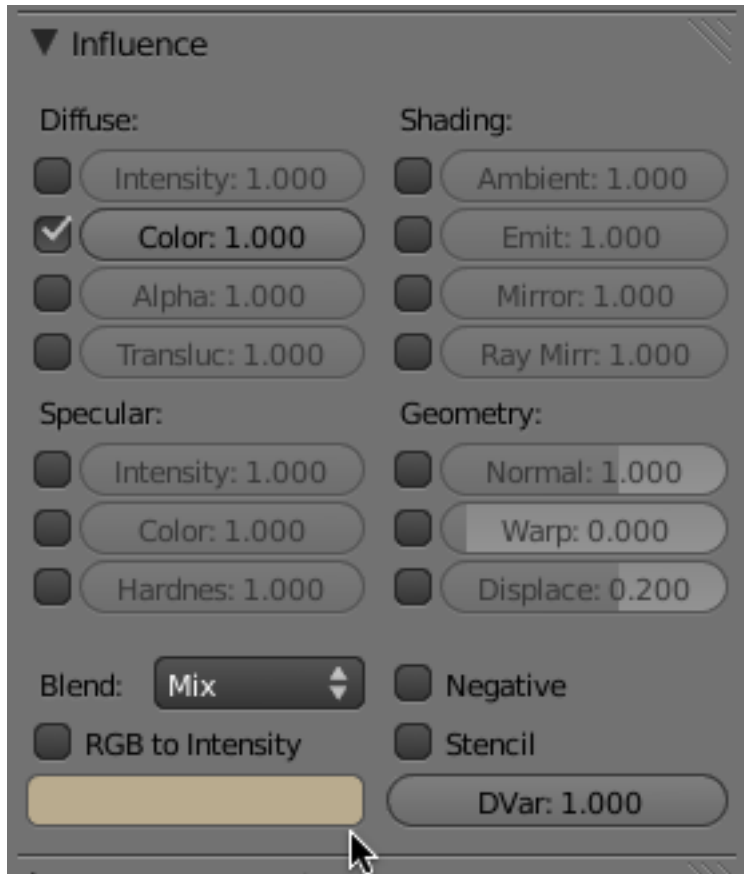 Influence
Diffuse:
Shading:
Intensity: 1.000
Ambient: 1.000
Color: 1.000
Emit: 1.000
Alpha: 1.000
Mirror: 1.000
Transluc: 1.000
Ray Mirr: 1.000
Specular:
Geometry:
Intensity: 1.000
Normal: 1.000
Color: 1.000
Warp: 0.000
Hardnes: 1.000
Displace: 0.200
Blend: Mix
Negative
RGB to Intensity
Stencil
DVar: 1.000